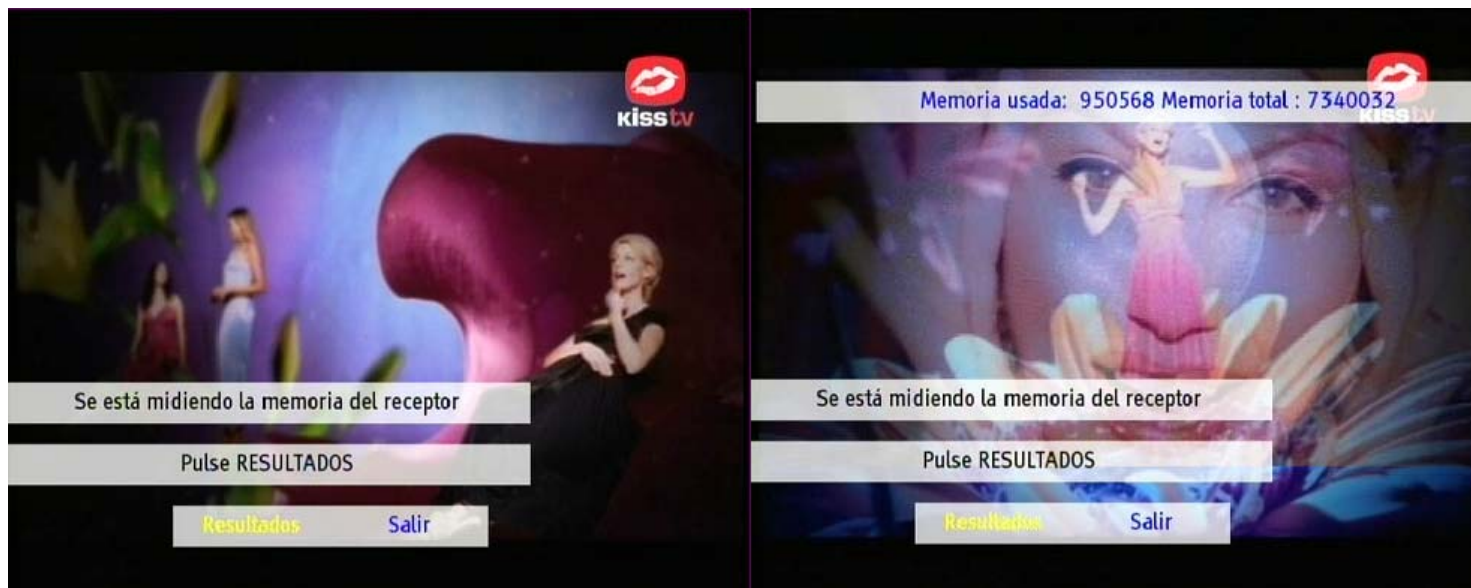 KISS tv
Se está midiendo la memoria del receptor
Pulse RESULTADOS
Resultados Salir
Memoria usada: 950568 Memoria total : 7340032
KISS tv
Se está midiendo la memoria del receptor
Pulse RESULTADOS
Resultados Salir